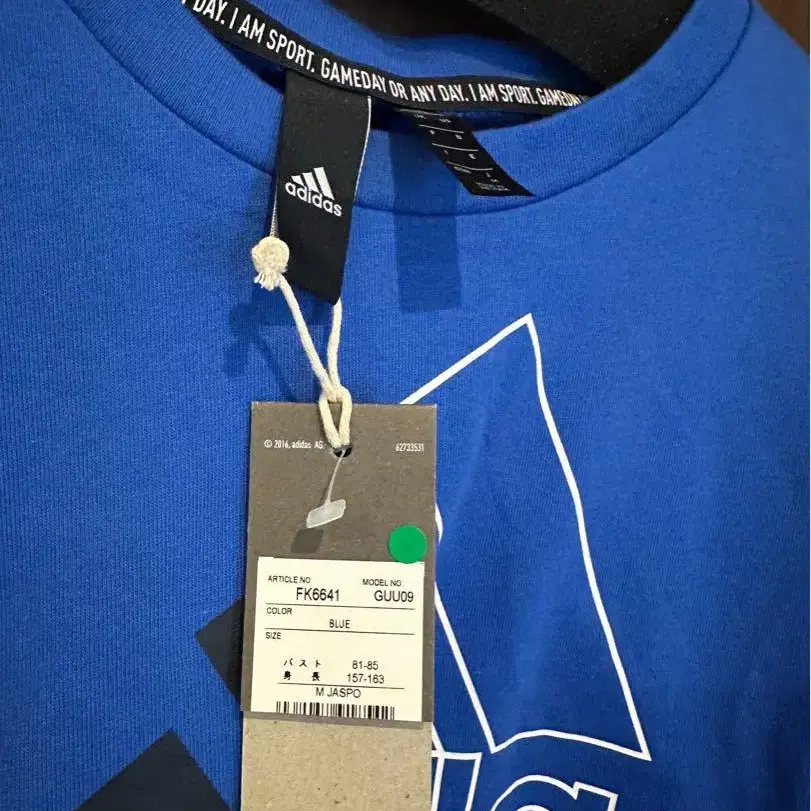 DAY. I AM SPORT. GAMEDAY OR ANY DAY. I AM SPORT. GAMEDAY
adidas
© 2016, adidas AG. 62733531
ARTICLE NO MODEL NO.
FK6641 GUU09
COLOR
BLUE
SIZE
バスト 81-85
身長 157-163
M JASPO